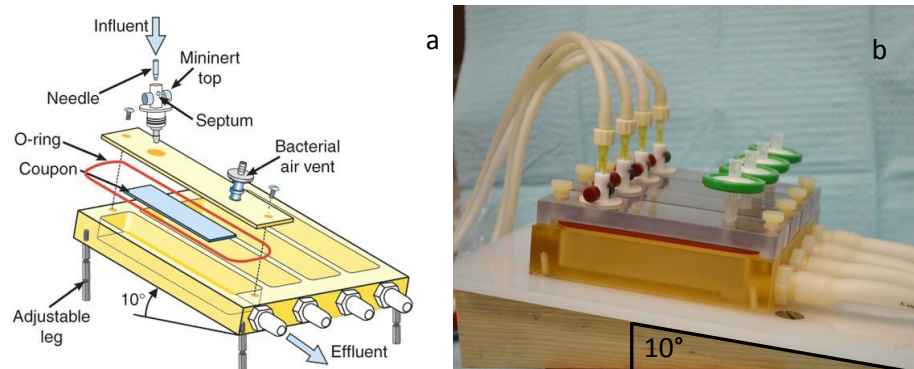 Influent
a
Mininert
top
Needle
Septum
O-ring
Coupon
Bacterial
air vent
10°
Adjustable
leg
Effluent
b
10°